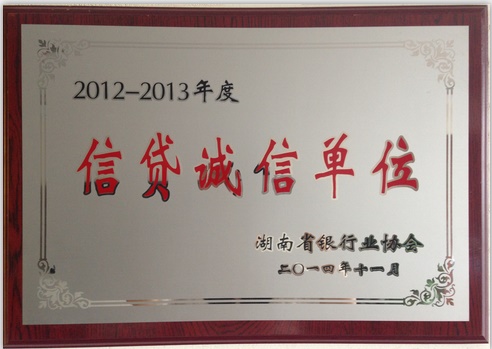 2012-2013年度
信贷诚信单位
湖南省银行业协会
二〇一四年十一月